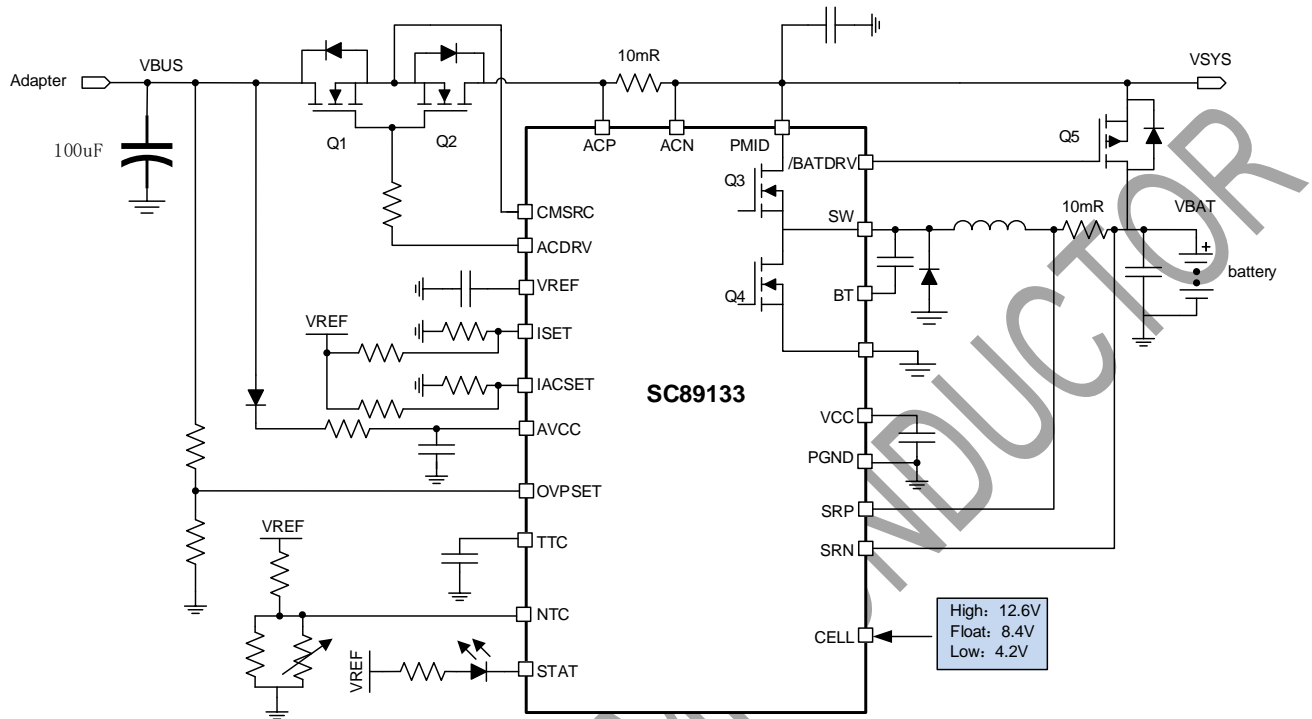 Adapter
VBUS
100uF
Q1
Q2
10mR
VSYS
ACP
ACN
PMID
/BATDRV
Q5
Q3
CMSRC
SW
10mR
VBAT
+
battery
ACDRV
VREF
Q4
BT
VREF
ISET
IACSET
SC89133
AVCC
VCC
PGND
OVPSET
SRP
VREF
TTC
SRN
NTC
CELL
High: 12.6V
Float: 8.4V
Low: 4.2V
VREF
STAT